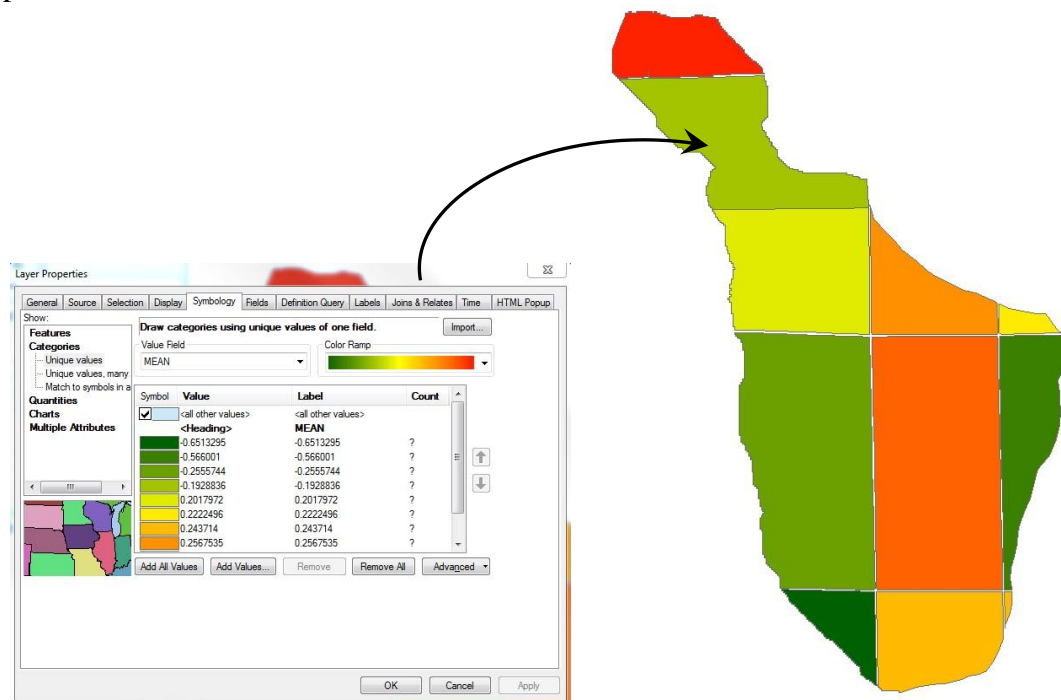 Layer Properties
General Source Selection Display Symbology Fields Definition Query Labels Joins & Relates Time HTML Popup
Show:
Features
Categories
Unique values
Unique values, many
Match to symbols in a
Quantities
Charts
Multiple Attributes
Draw categories using unique values of one field.
Import...
Value Field
MEAN
Color Ramp
Symbol Value Label Count
<all other values> <all other values>
<Heading> MEAN
-0.6513295 -0.6513295 ?
-0.566001 -0.566001 ?
-0.2555744 -0.2555744 ?
-0.1928836 -0.1928836 ?
0.2017972 0.2017972 ?
0.2222496 0.2222496 ?
0.243714 0.243714 ?
0.2567535 0.2567535 ?
Add All Values Add Values... Remove Remove All Advanced
OK Cancel Apply